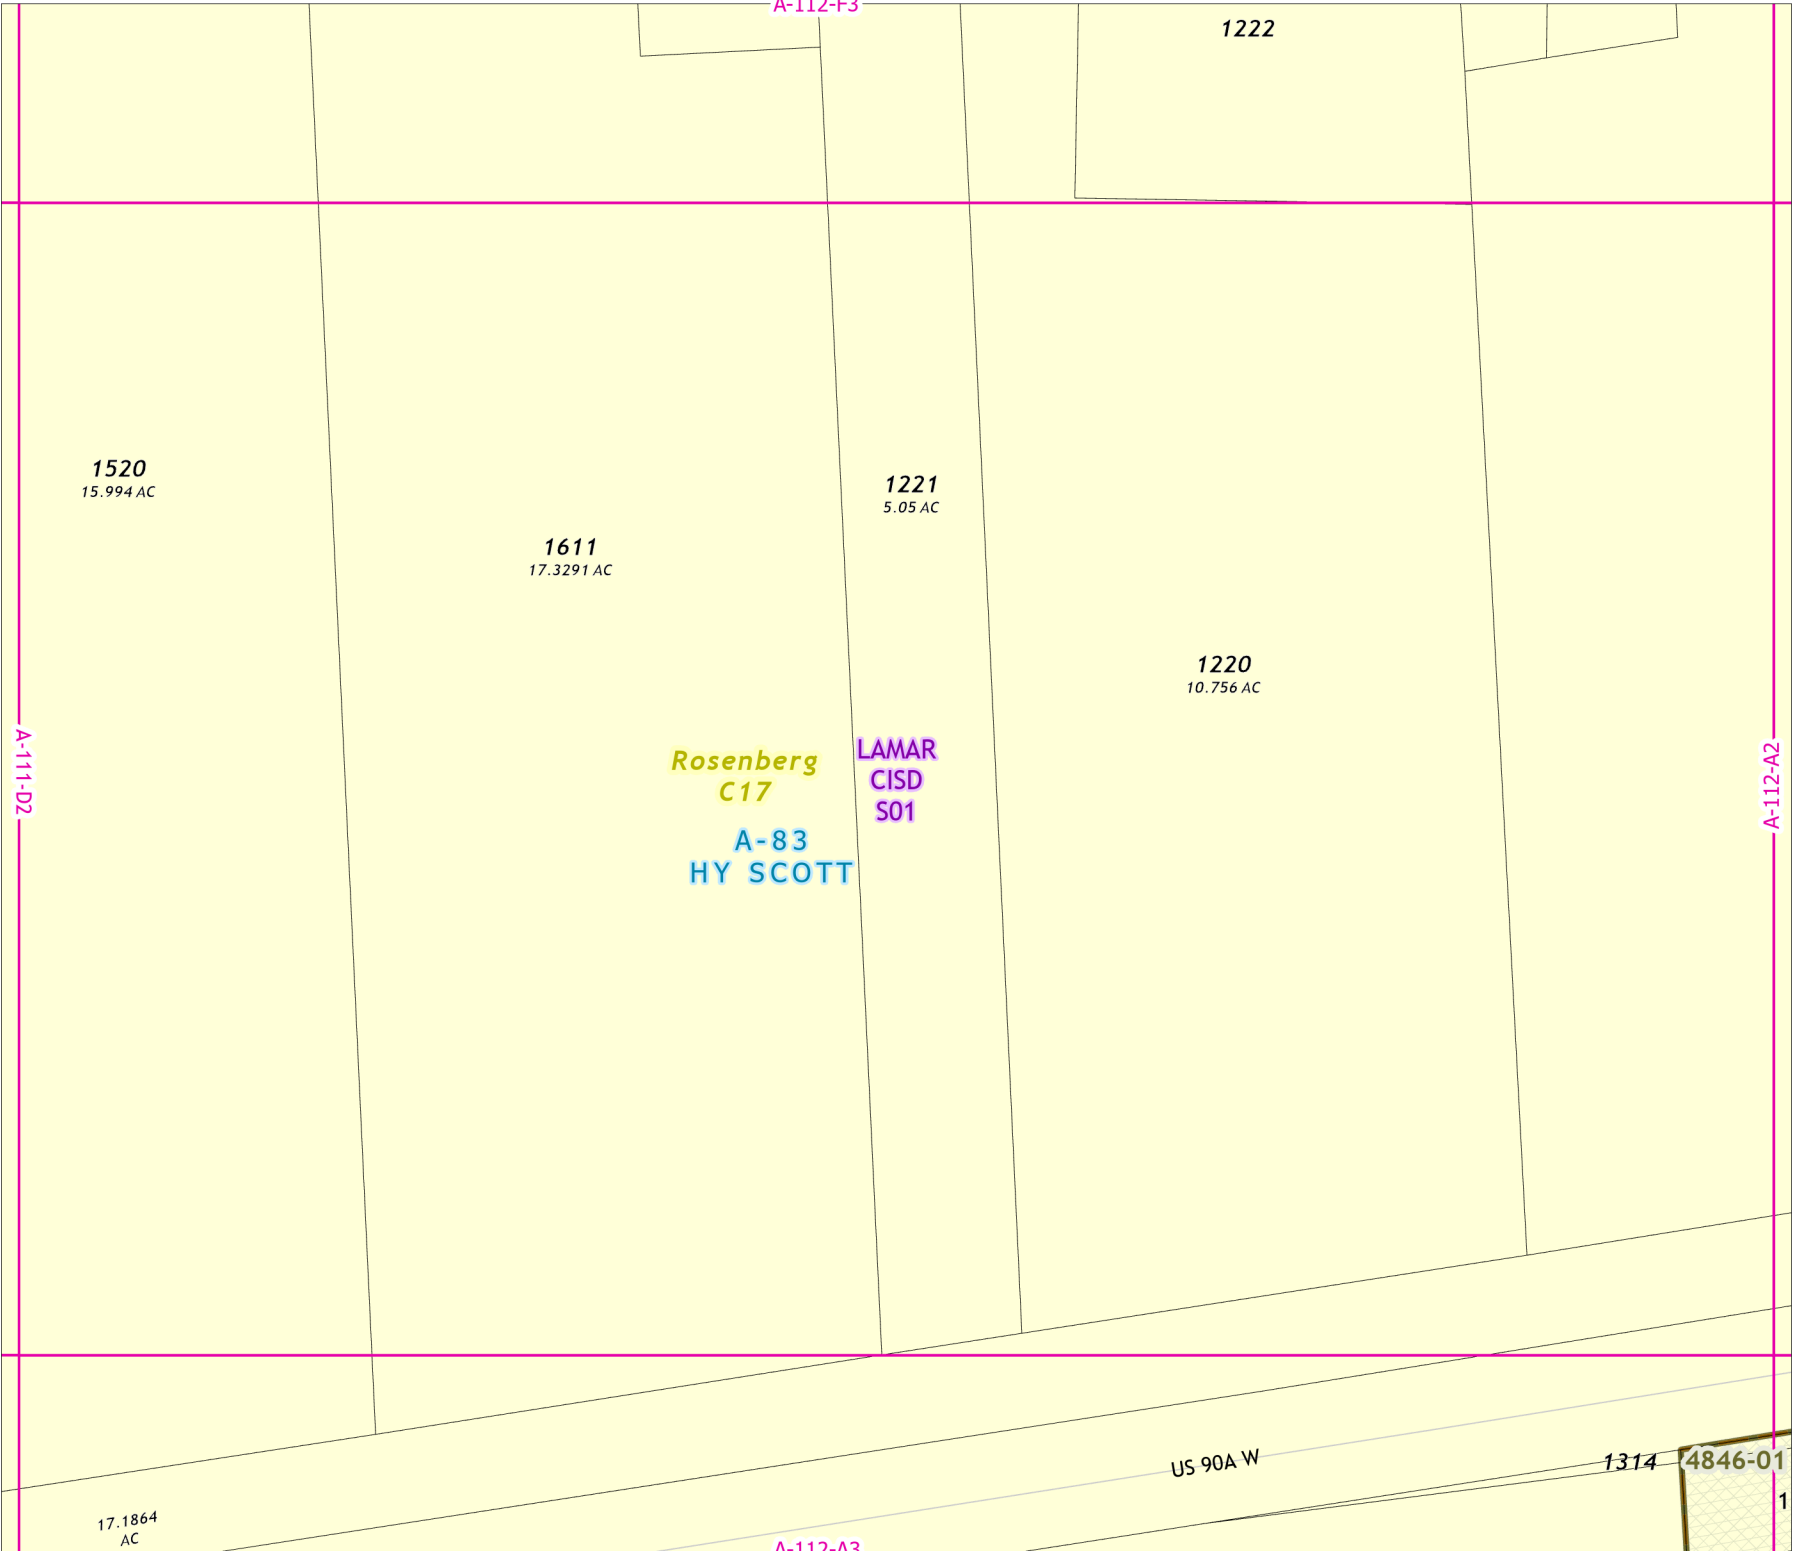 A-112-F3
1222
1520
15.994 AC
1221
5.05 AC
1611
17.3291 AC
1220
10.756 AC
A-111-D2
Rosenberg
C17
LAMAR
CISD
S01
A-112-A2
A-83
HY SCOTT
US 90A W
1314
4846-01
1
17.1864
AC
A-112-A3